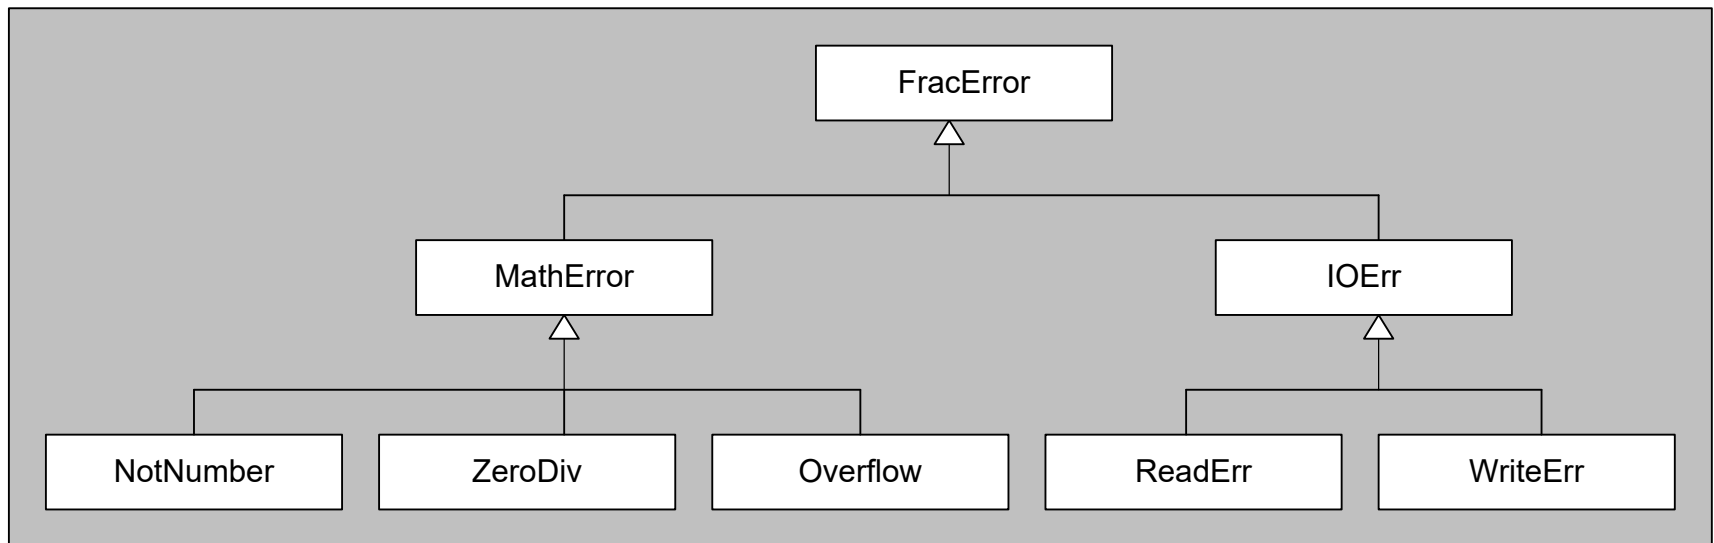 FracError
MathError
IOErr
NotNumber
ZeroDiv
Overflow
ReadErr
WriteErr